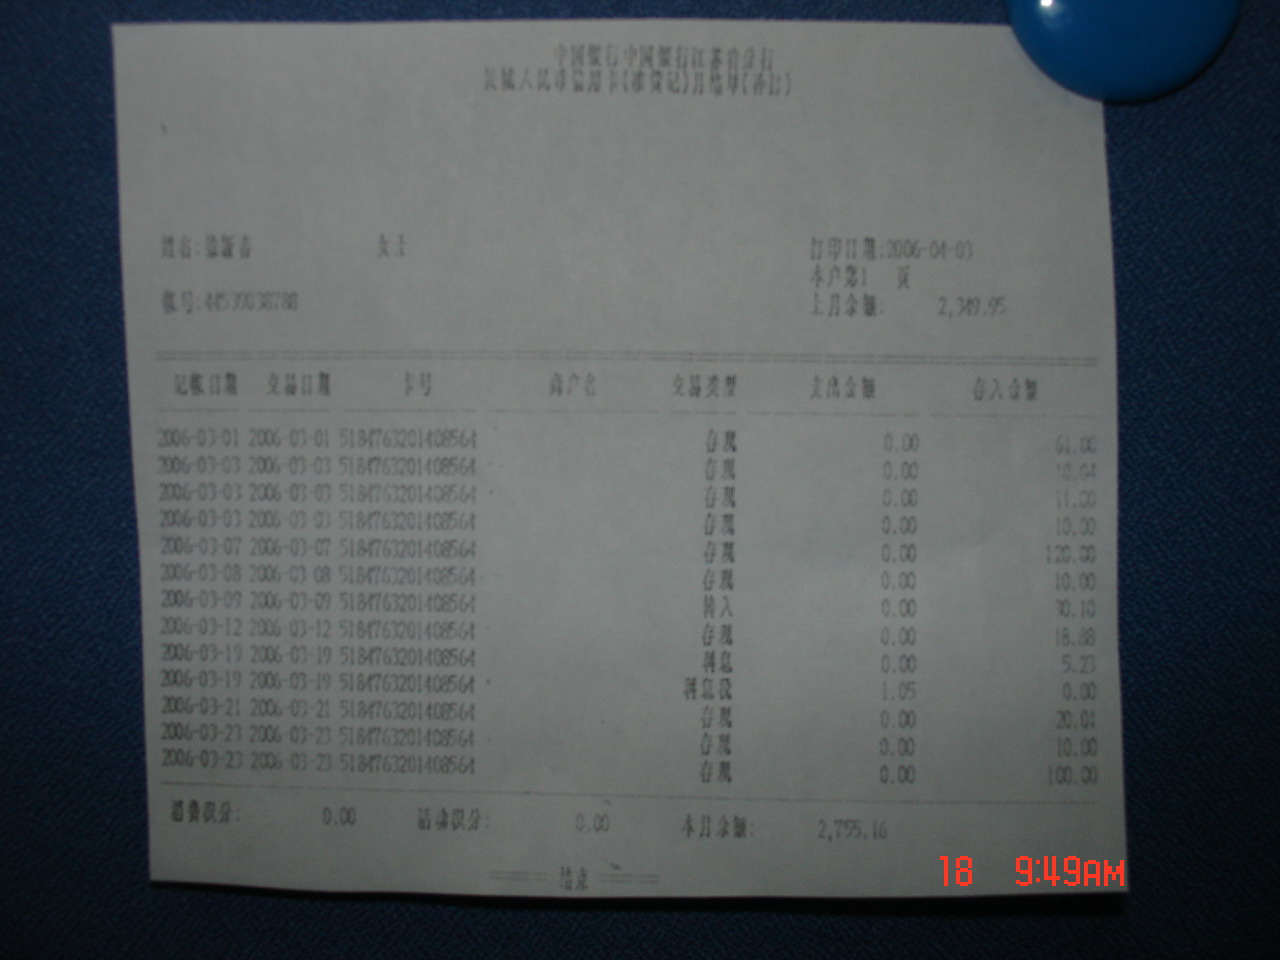 中国银行中国银行江苏省分行
长城人民币信用卡(准贷记)月结单(补打)
姓名: 女士
打印日期:2006-04-03
本户第1 页
帐号:44539038788
上月余额: 2,349.95
记帐日期 交易日期 卡号 商户名 交易类型 支出金额 存入金额
2006-03-01 2006-03-01 5184763201408564 存现 0.00 61.00
2006-03-03 2006-03-03 5184763201408564 存现 0.00 10.04
2006-03-03 2006-03-03 5184763201408564 存现 0.00 11.00
2006-03-03 2006-03-03 5184763201408564 存现 0.00 10.00
2006-03-07 2006-03-07 5184763201408564 存现 0.00 120.00
2006-03-08 2006-03-08 5184763201408564 存现 0.00 10.00
2006-03-09 2006-03-09 5184763201408564 转入 0.00
2006-03-12 2006-03-12 5184763201408564 存现 0.00 18.88
2006-03-19 2006-03-19 5184763201408564 利息 0.00 5.23
2006-03-19 2006-03-19 5184763201408564 利息税 1.05 0.00
2006-03-21 2006-03-21 5184763201408564 存现 0.00 20.01
2006-03-23 2006-03-23 5184763201408564 存现 0.00 10.00
2006-03-23 2006-03-23 5184763201408564 存现 0.00 100.00
消费积分: 0.00 活动积分: 0.00 本月余额: 2,755.16
结束
18 9:49AM